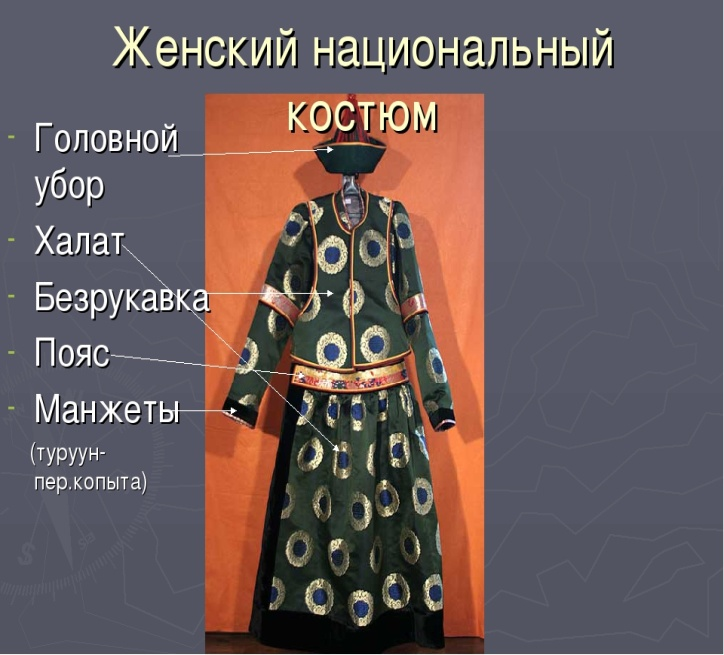 Женский национальный
костюм
- Головной
убор
- Халат
- Безрукавка
- Пояс
- Манжеты
(туруун-
пер.копыта)